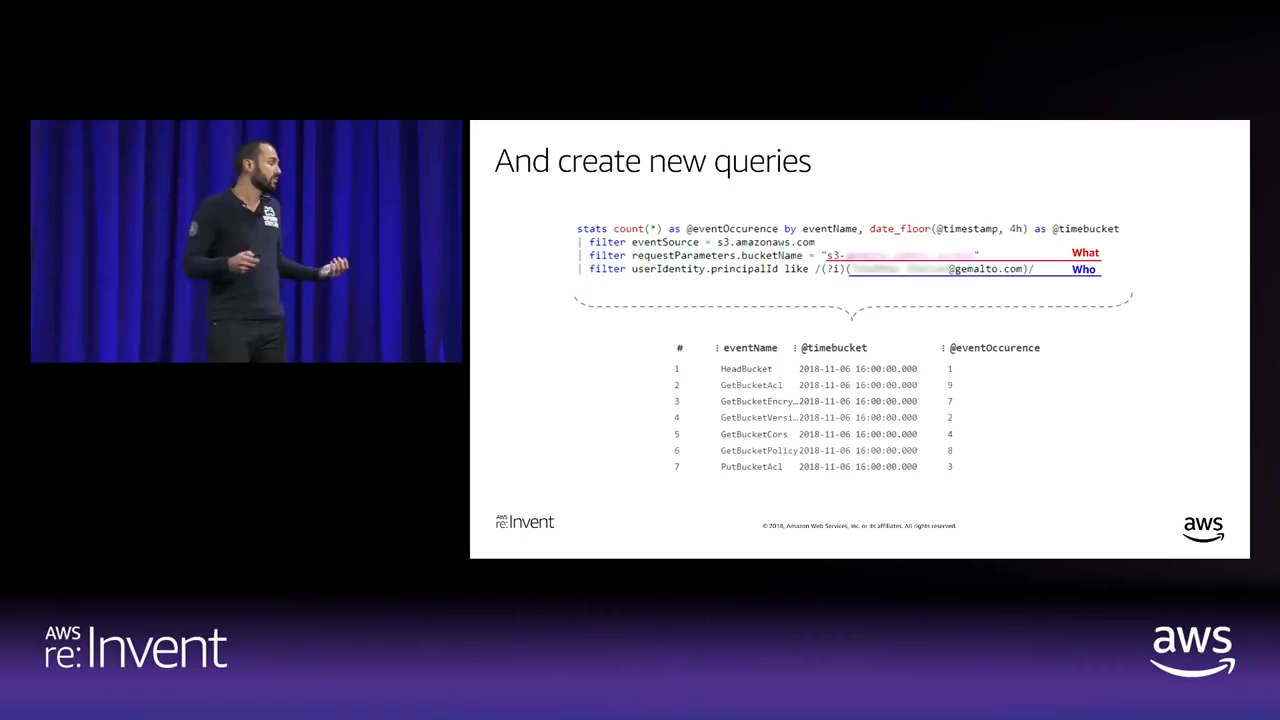 And create new queries
stats count(*) as @eventOccurence by eventName, date_floor(@timestamp, 4h) as @timebucket
| filter eventSource = s3.amazonaws.com
| filter requestParameters.bucketName = "s3- " What
| filter userIdentity.principalId like /(?i)( @gemalto.com)/ Who
# : eventName : @timebucket : @eventOccurence
1 HeadBucket 2018-11-06 16:00:00.000 1
2 GetBucketAcl 2018-11-06 16:00:00.000 9
3 GetBucketEncry… 2018-11-06 16:00:00.000 7
4 GetBucketVersi… 2018-11-06 16:00:00.000 2
5 GetBucketCors 2018-11-06 16:00:00.000 4
6 GetBucketPolicy 2018-11-06 16:00:00.000 8
7 PutBucketAcl 2018-11-06 16:00:00.000 3
AWS
re:Invent
© 2018, Amazon Web Services, Inc. or its affiliates. All rights reserved.
aws
AWS
re:Invent
aws